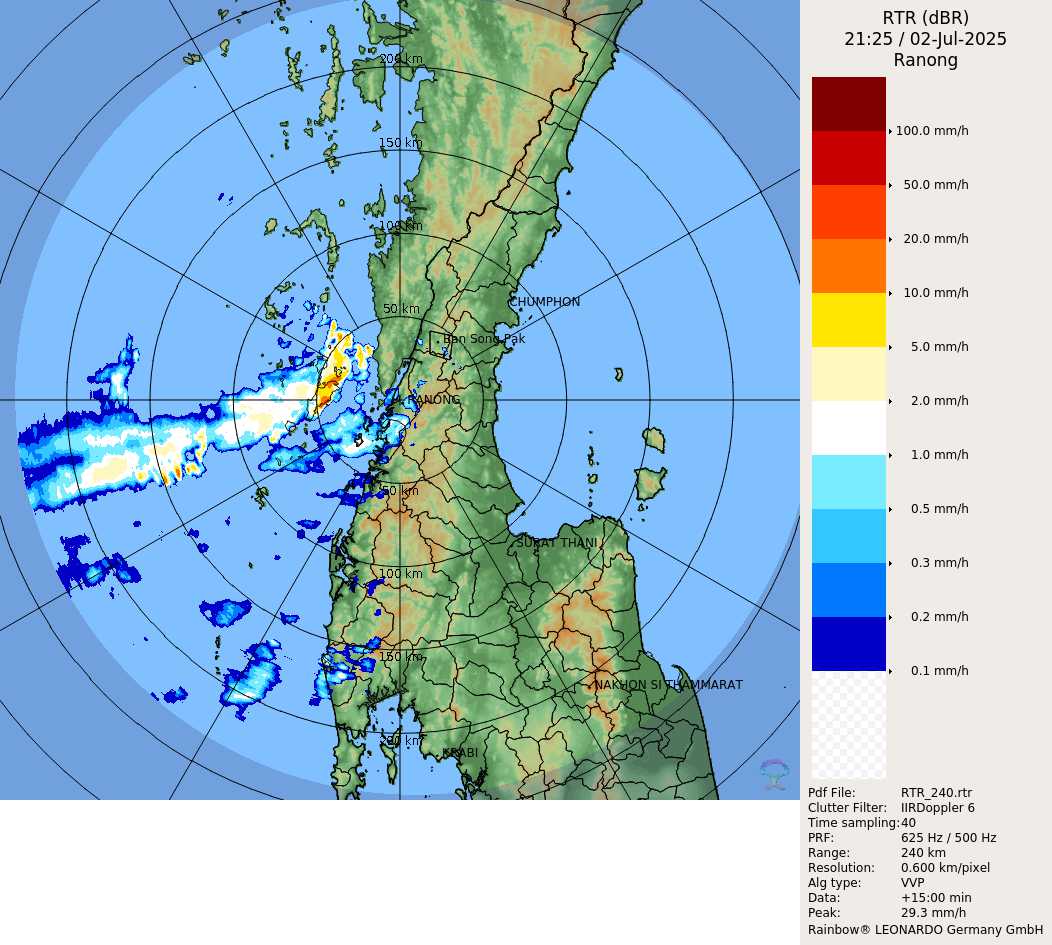 RTR (dBR)
21:25 / 02-Jul-2025
Ranong
100.0 mm/h
50.0 mm/h
20.0 mm/h
10.0 mm/h
5.0 mm/h
2.0 mm/h
1.0 mm/h
0.5 mm/h
0.3 mm/h
0.2 mm/h
0.1 mm/h
200 km
150 km
100 km
50 km
CHUMPHON
Ban Song Pak
RANONG
50 km
SURAT THANI
100 km
150 km
NAKHON SI THAMMARAT
200 km
KRABI
Pdf File: RTR_240.rtr
Clutter Filter: IIRDoppler 6
Time sampling: 40
PRF: 625 Hz / 500 Hz
Range: 240 km
Resolution: 0.600 km/pixel
Alg type: VVP
Data: +15:00 min
Peak: 29.3 mm/h
Rainbow® LEONARDO Germany GmbH